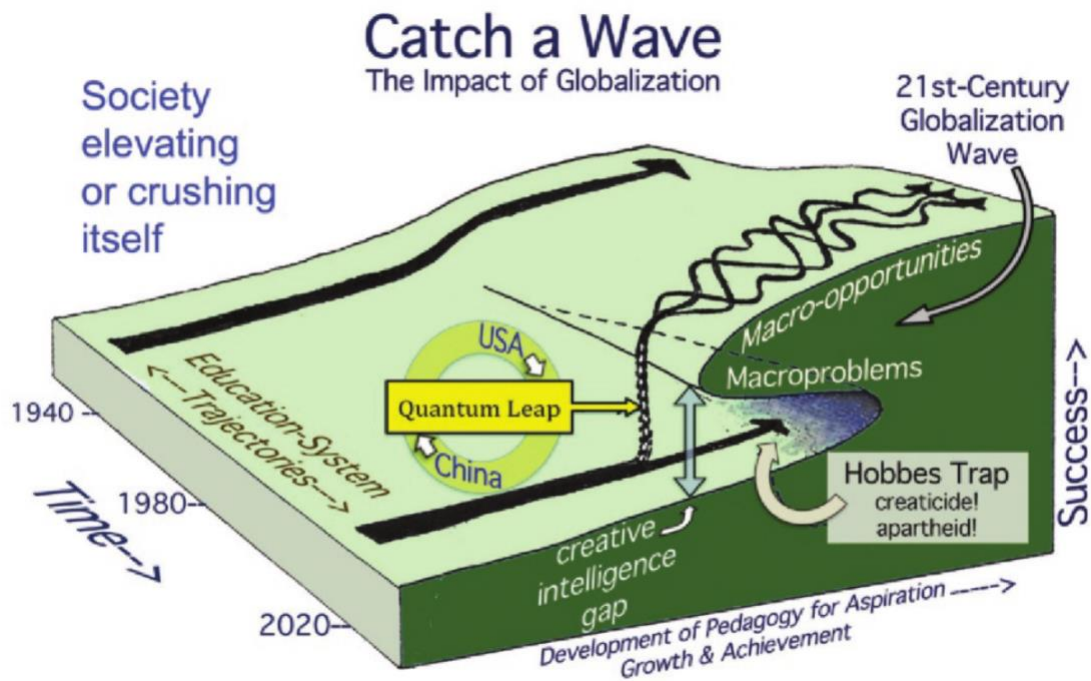 Catch a Wave
The Impact of Globalization
Society
elevating
or crushing
itself
21st-Century
Globalization
Wave
Macro-opportunities
Macroproblems
USA
Quantum Leap
China
Education-System
<--- Trajectories--->
1940
1980
2020
Time-->
Hobbes Trap
creaticide!
apartheid!
creative
intelligence
gap
Success-->
Development of Pedagogy for Aspiration ----->
Growth & Achievement